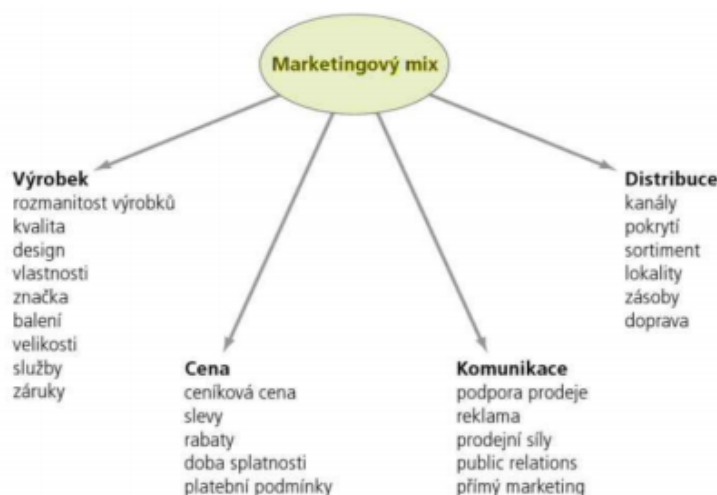 Marketingový mix
Výrobek
rozmanitost výrobků
kvalita
design
vlastnosti
značka
balení
velikosti
služby
záruky
Cena
ceníková cena
slevy
rabaty
doba splatnosti
platební podmínky
Komunikace
podpora prodeje
reklama
prodejní síly
public relations
přímý marketing
Distribuce
kanály
pokrytí
sortiment
lokality
zásoby
doprava